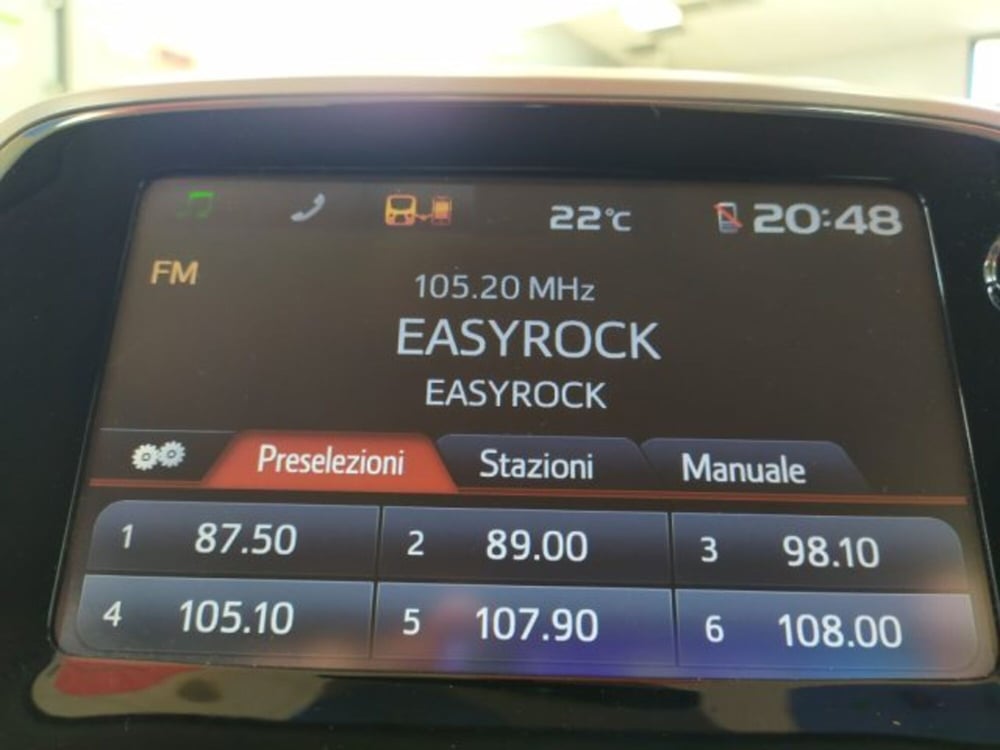 22°C 20:48
FM
105.20 MHz
EASYROCK
EASYROCK
Preselezioni Stazioni Manuale
1 87.50 2 89.00 3 98.10
4 105.10 5 107.90 6 108.00